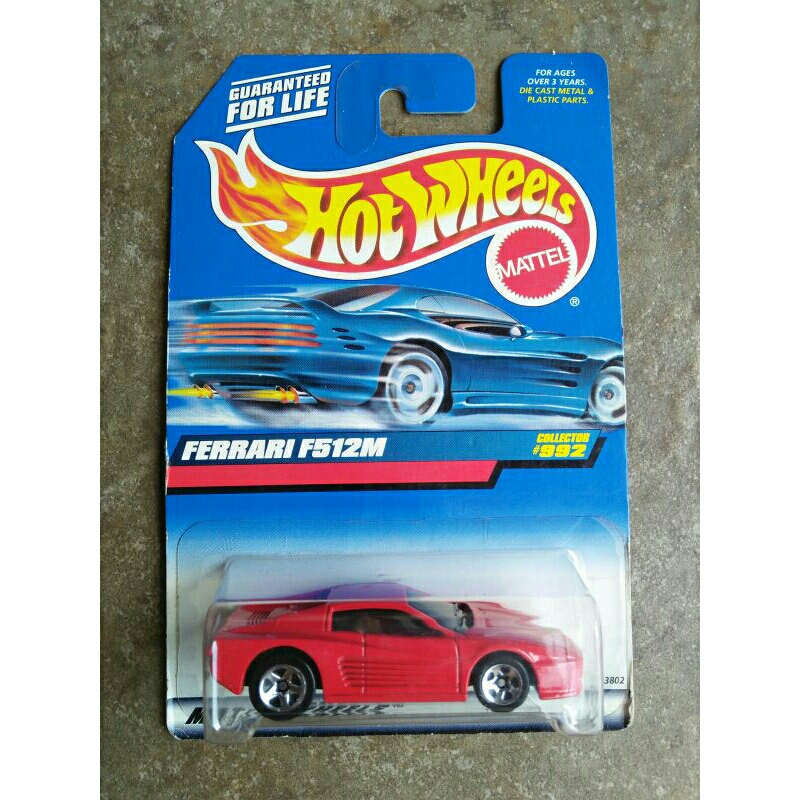 GUARANTEED
FOR LIFE
FOR AGES
OVER 3 YEARS.
DIE CAST METAL &
PLASTIC PARTS.
HOT WHEELS
MATTEL
®
FERRARI F512M
COLLECTOR
#992
3802